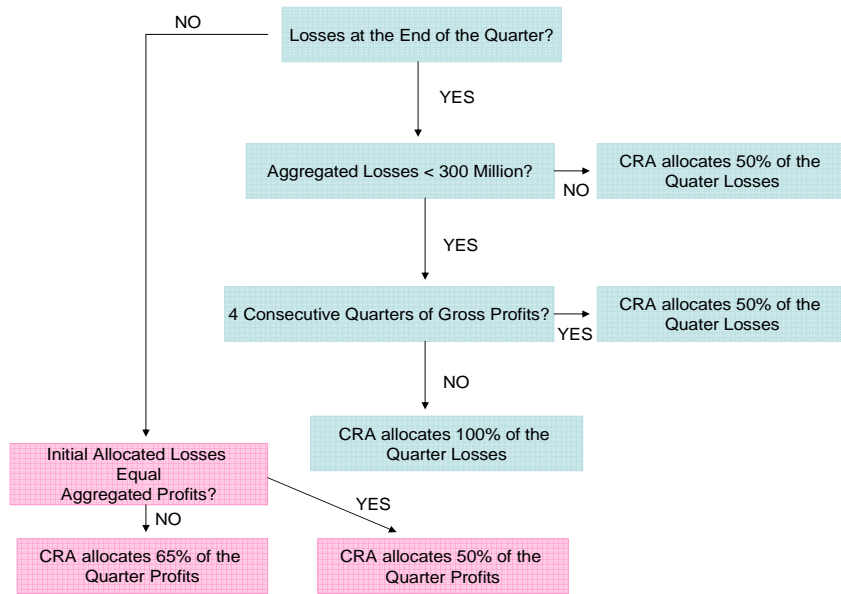 NO
Losses at the End of the Quarter?
YES
Aggregated Losses < 300 Million?
NO
CRA allocates 50% of the
Quater Losses
YES
4 Consecutive Quarters of Gross Profits?
YES
CRA allocates 50% of the
Quater Losses
NO
CRA allocates 100% of the
Quarter Losses
Initial Allocated Losses
Equal
Aggregated Profits?
NO
YES
CRA allocates 65% of the
Quarter Profits
CRA allocates 50% of the
Quarter Profits